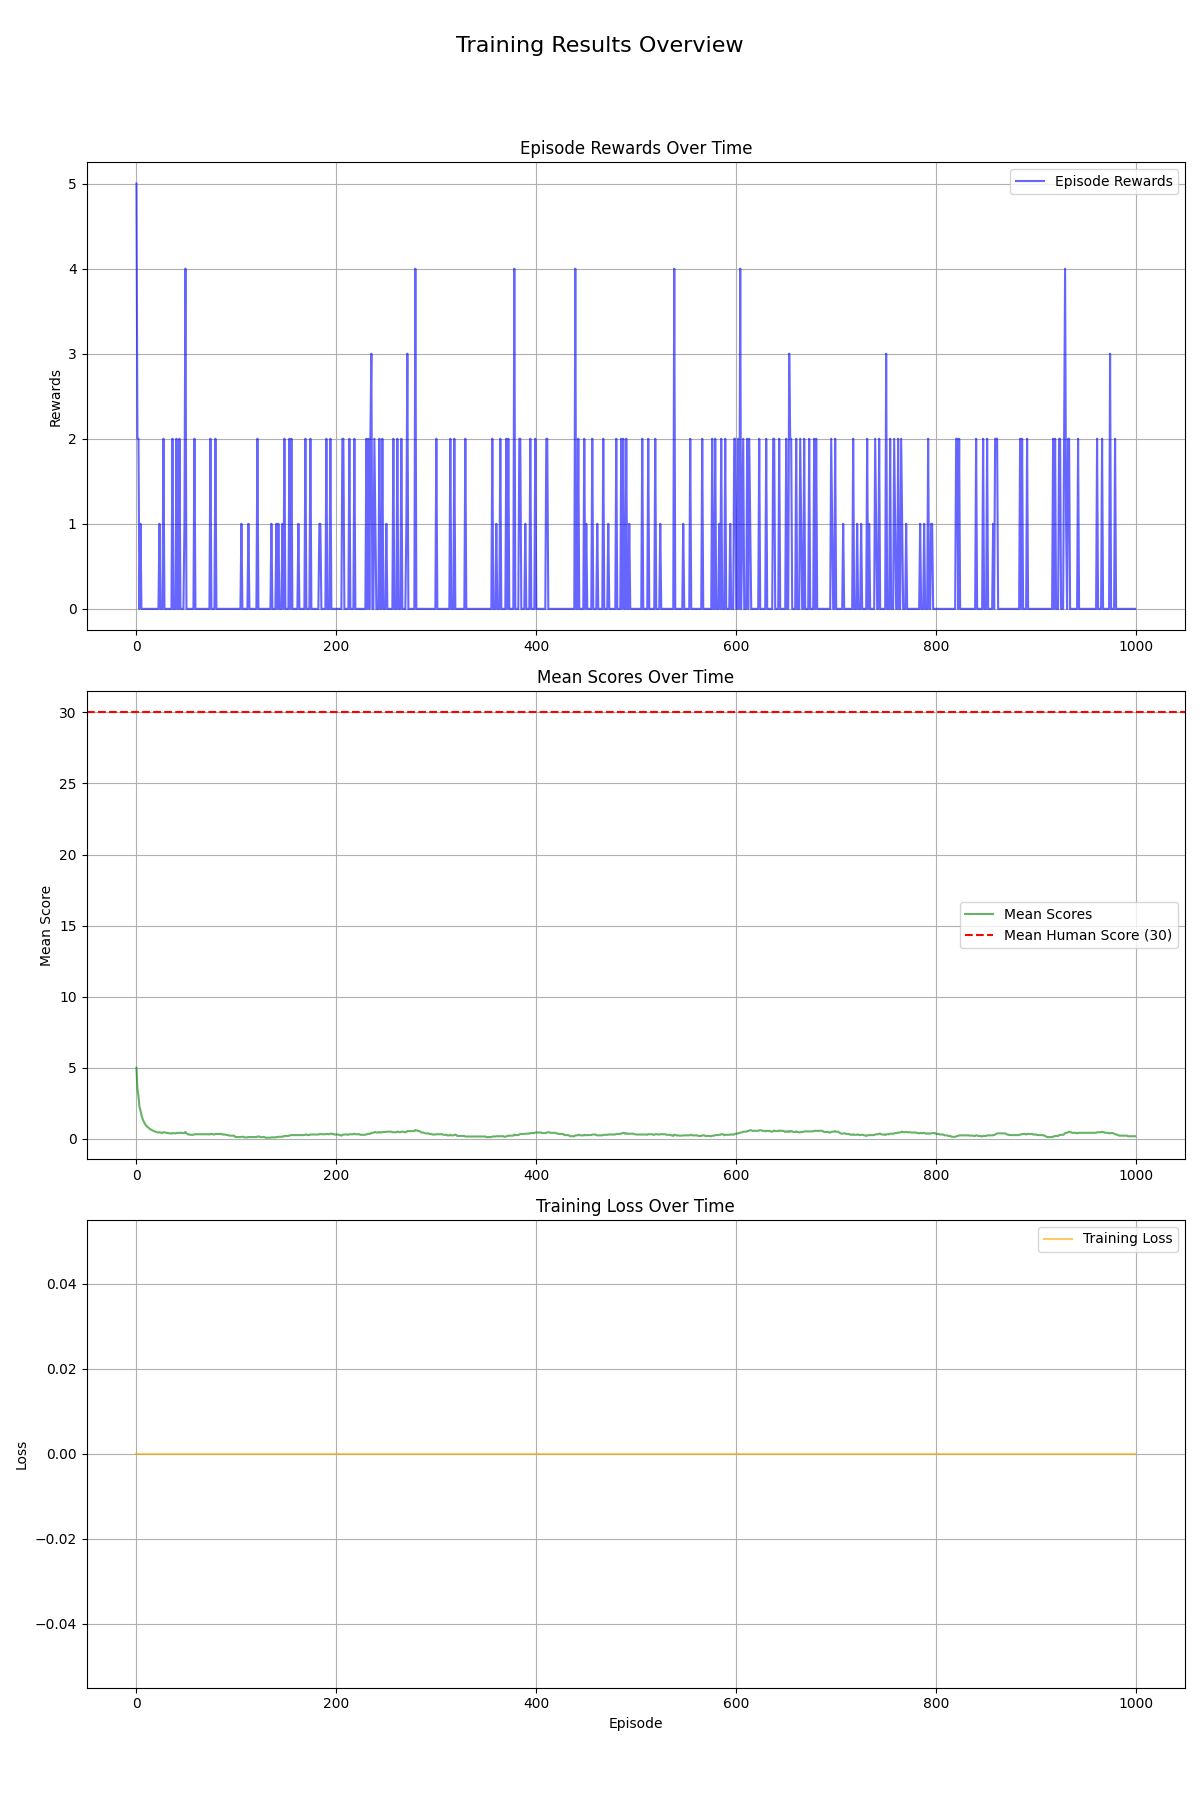 Training Results Overview
Episode Rewards Over Time
Episode Rewards
Rewards
5
4
3
2
1
0
0 200 400 600 800 1000
Mean Scores Over Time
Mean Score
30
25
20
15
10
5
0
Mean Scores
Mean Human Score (30)
0 200 400 600 800 1000
Training Loss Over Time
Training Loss
Loss
0.04
0.02
0.00
−0.02
−0.04
0 200 400 600 800 1000
Episode